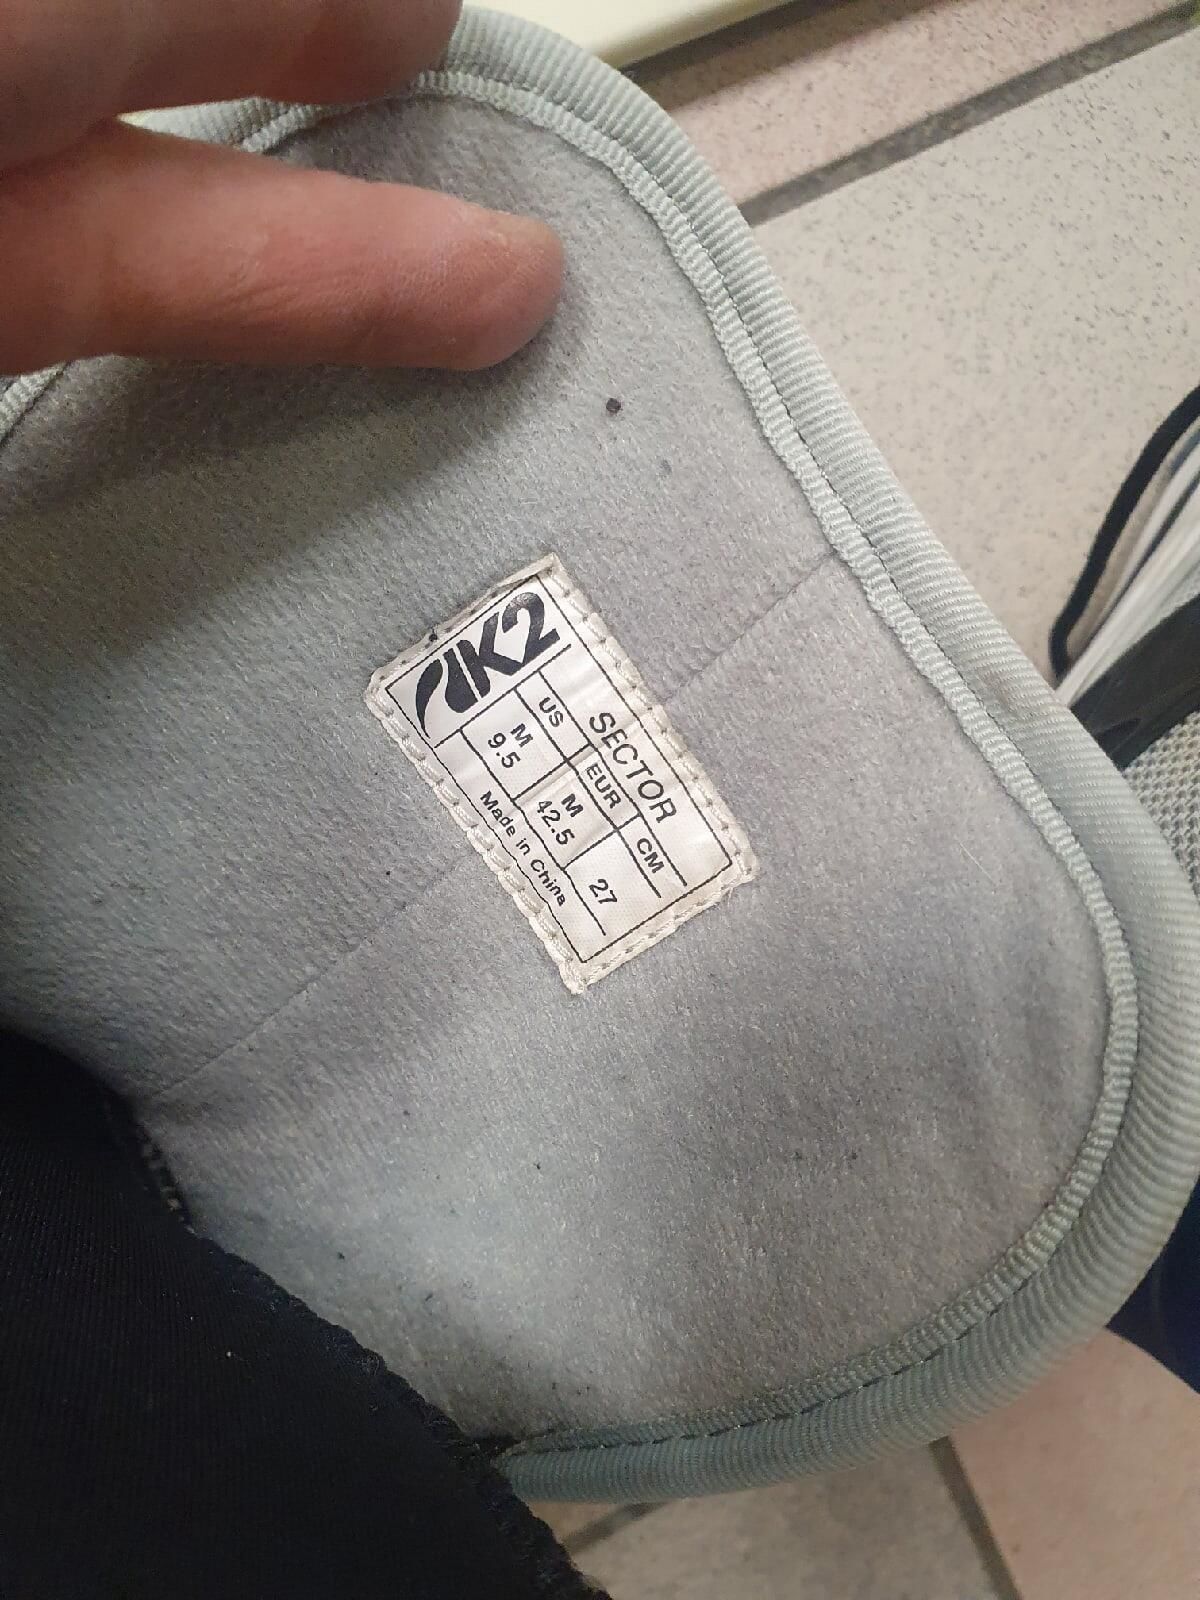 K2
SECTOR
US EUR CM
M M
9.5 42.5 27
Made in China